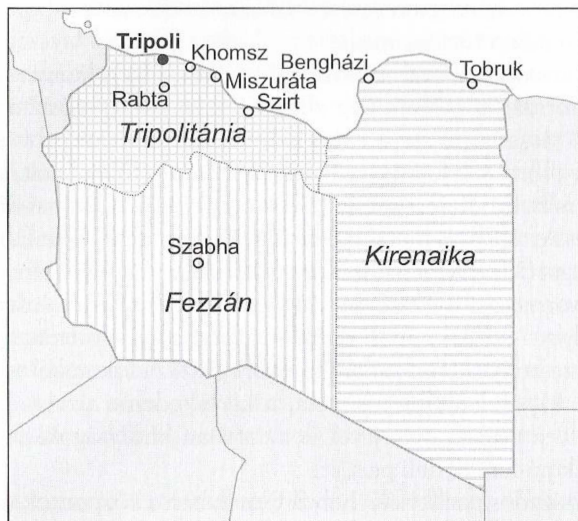 Tripoli
Khomsz
Bengházi
Tobruk
Miszuráta
Rabta
Szirt
Tripolitánia
Szabha
Kirenaika
Fezzán